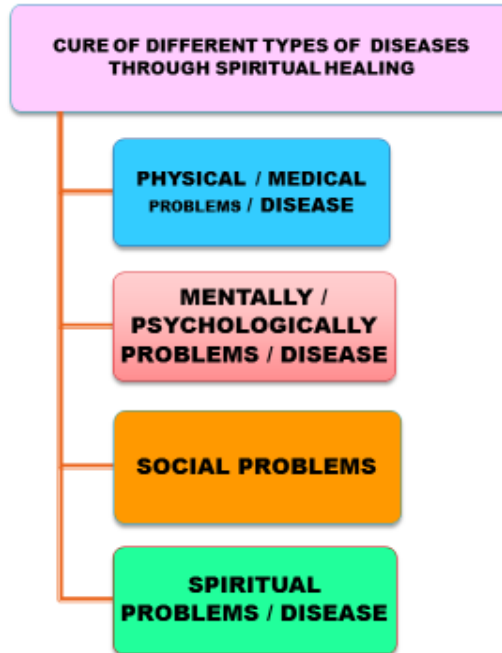 CURE OF DIFFERENT TYPES OF DISEASES
THROUGH SPIRITUAL HEALING
PHYSICAL / MEDICAL
PROBLEMS / DISEASE
MENTALLY /
PSYCHOLOGICALLY
PROBLEMS / DISEASE
SOCIAL PROBLEMS
SPIRITUAL
PROBLEMS / DISEASE